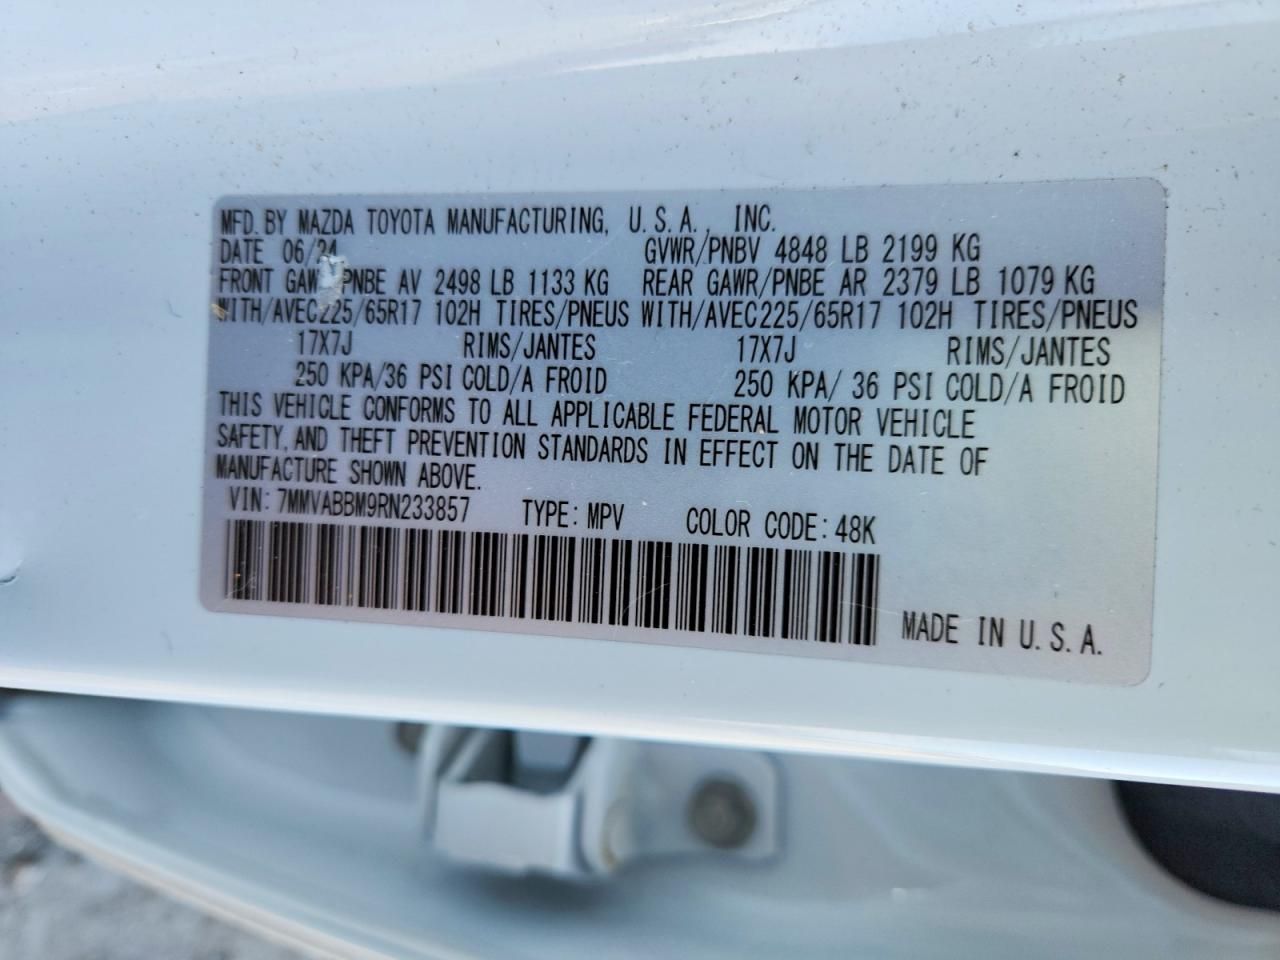 MFD. BY MAZDA TOYOTA MANUFACTURING, U.S.A., INC.
DATE 06/24 GVWR/PNBV 4848 LB 2199 KG
FRONT GAWR/PNBE AV 2498 LB 1133 KG REAR GAWR/PNBE AR 2379 LB 1079 KG
WITH/AVEC225/65R17 102H TIRES/PNEUS WITH/AVEC225/65R17 102H TIRES/PNEUS
17X7J RIMS/JANTES 17X7J RIMS/JANTES
250 KPA/36 PSI COLD/A FROID 250 KPA/ 36 PSI COLD/A FROID
THIS VEHICLE CONFORMS TO ALL APPLICABLE FEDERAL MOTOR VEHICLE
SAFETY, AND THEFT PREVENTION STANDARDS IN EFFECT ON THE DATE OF
MANUFACTURE SHOWN ABOVE.
VIN: 7MMVABBM9RN233857 TYPE: MPV COLOR CODE: 48K
MADE IN U.S.A.